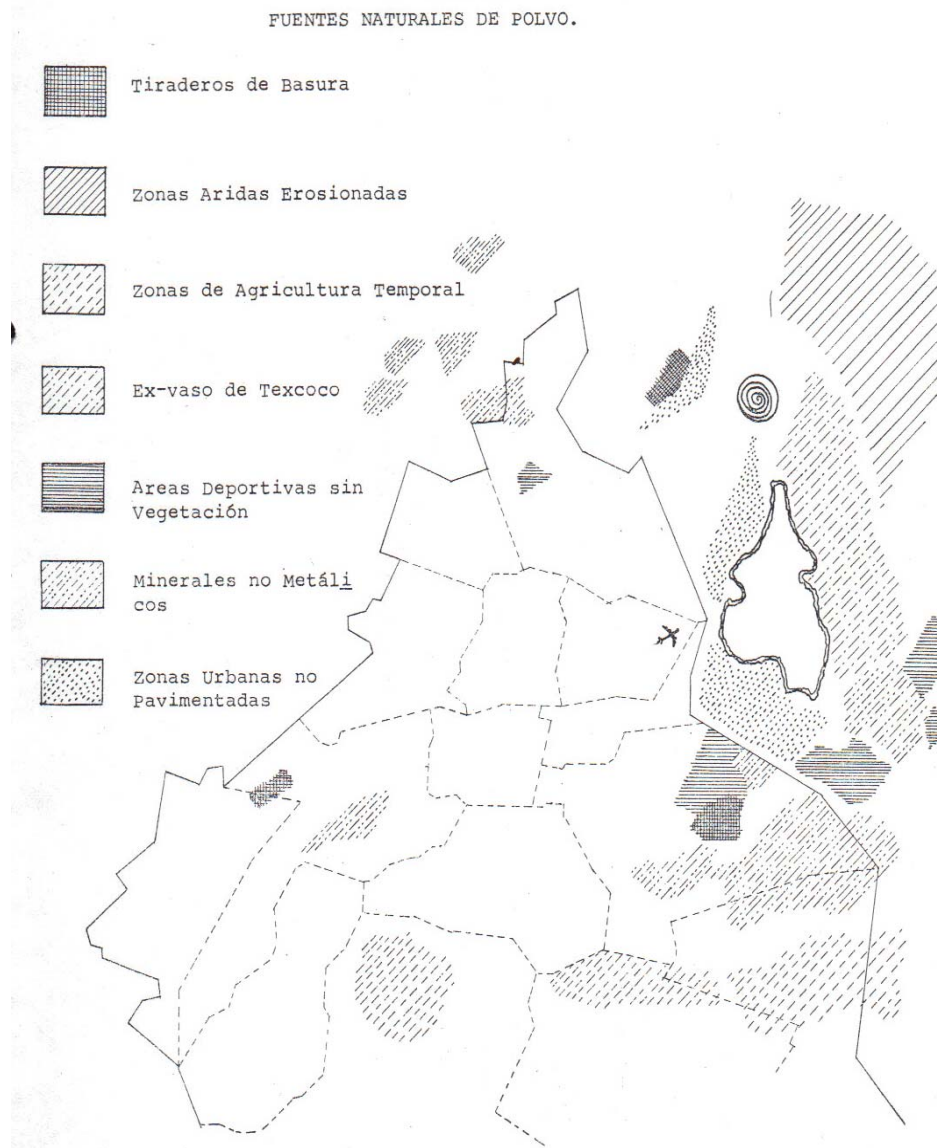 FUENTES NATURALES DE POLVO.
Tiraderos de Basura
Zonas Aridas Erosionadas
Zonas de Agricultura Temporal
Ex-vaso de Texcoco
Areas Deportivas sin
Vegetación
Minerales no Metáli
cos
Zonas Urbanas no
Pavimentadas